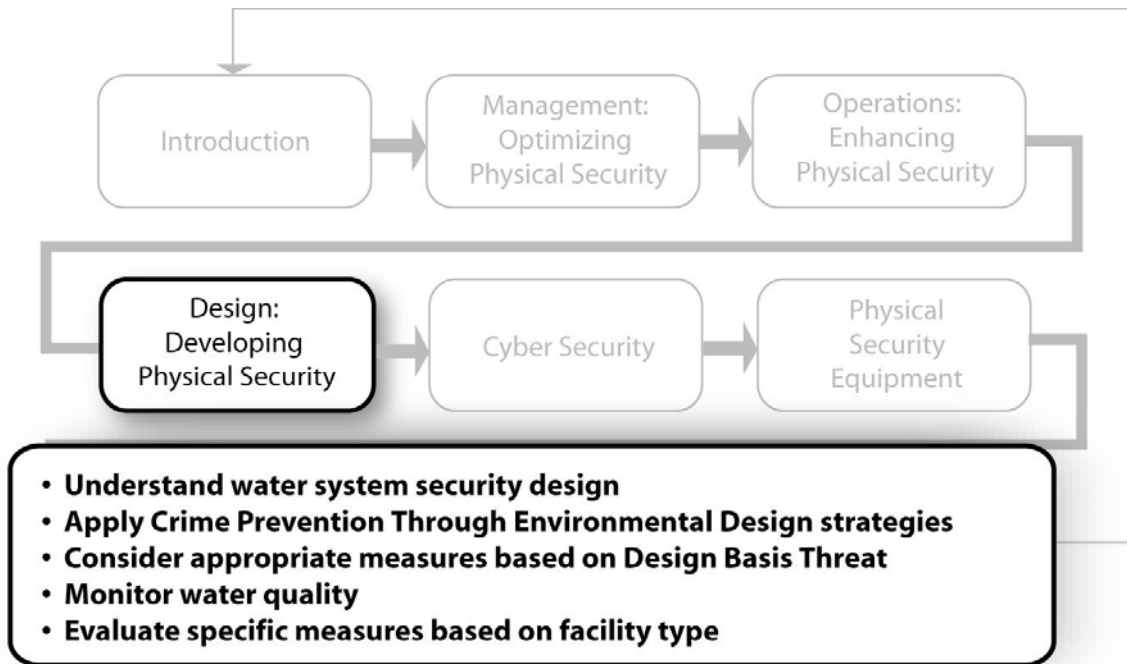 Introduction
Management:
Optimizing
Physical Security
Operations:
Enhancing
Physical Security
Design:
Developing
Physical Security
Cyber Security
Physical
Security
Equipment
• Understand water system security design
• Apply Crime Prevention Through Environmental Design strategies
• Consider appropriate measures based on Design Basis Threat
• Monitor water quality
• Evaluate specific measures based on facility type